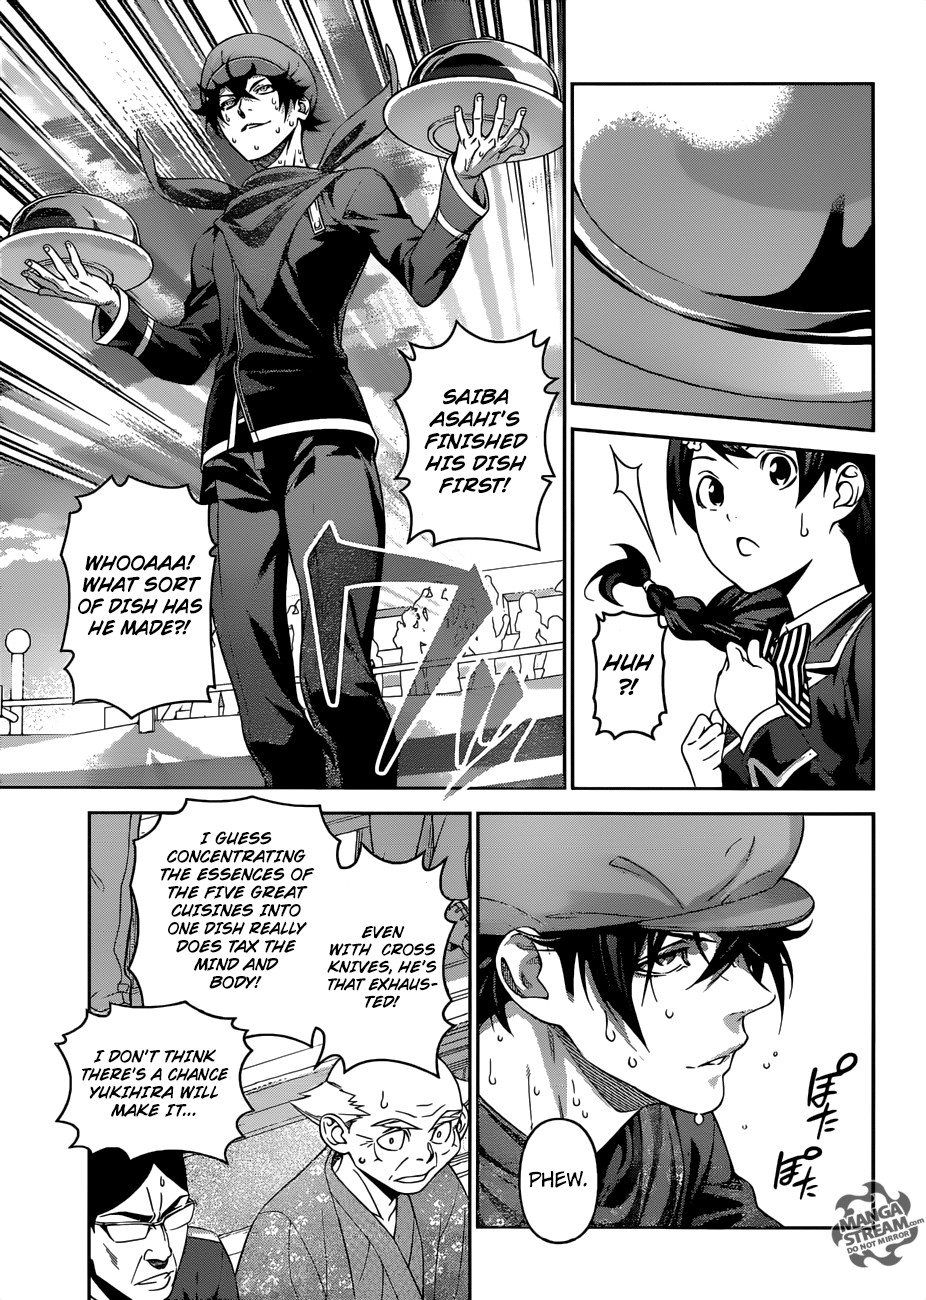 HUH
?!
SAIBA
ASAHI'S
FINISHED
HIS DISH
FIRST!
WHOOAAA!
WHAT SORT
OF DISH HAS
HE MADE?!
ワアッ
PHEW.
ぽた
ぽた
EVEN
WITH CROSS
KNIVES, HE'S
THAT EXHAUS-
TED!
I GUESS
CONCENTRATING
THE ESSENCES OF
THE FIVE GREAT
CUISINES INTO
ONE DISH REALLY
DOES TAX THE
MIND AND
BODY!
I DON'T THINK
THERE'S A CHANCE
YUKIHIRA WILL
MAKE IT...
MANGA
STREAM.com
DO NOT MIRROR